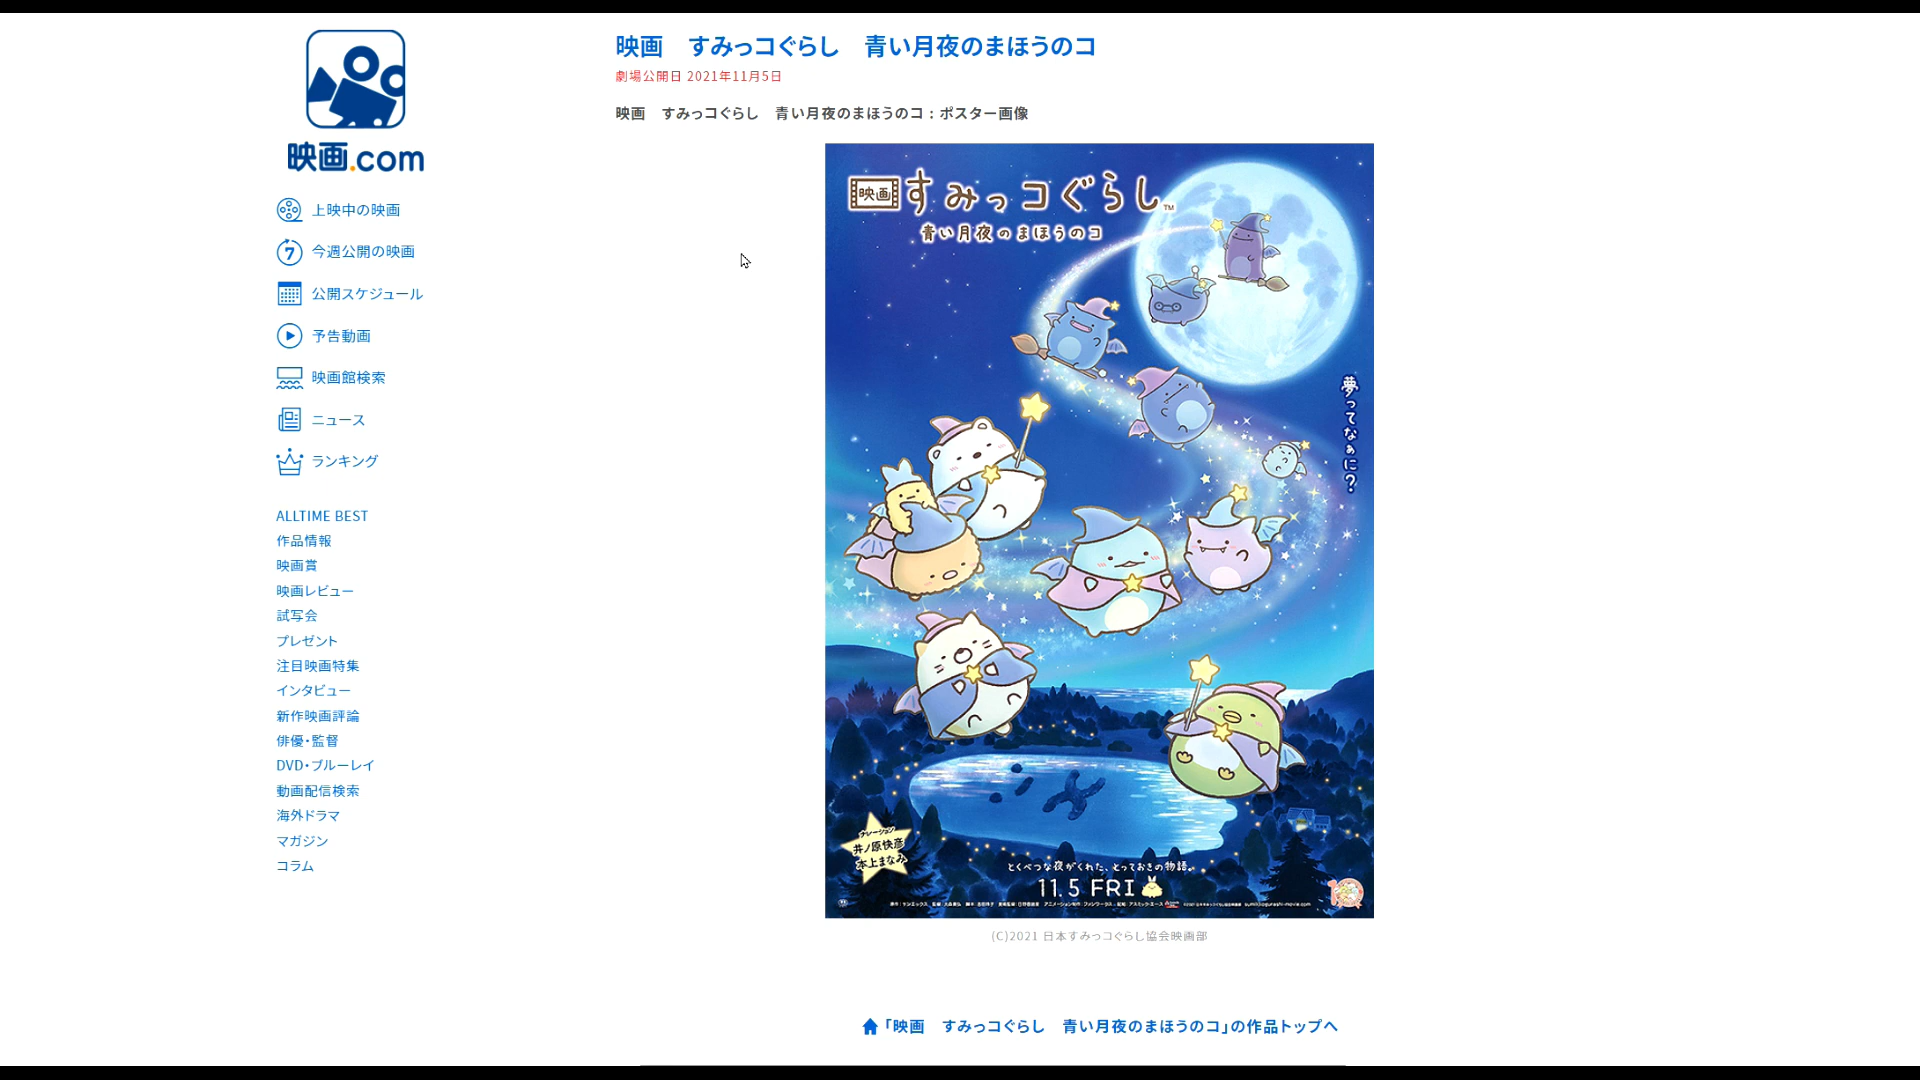 映画.com
上映中の映画
7
今週公開の映画
公開スケジュール
予告動画
映画館検索
ニュース
ランキング
ALLTIME BEST
作品情報
映画賞
映画レビュー
試写会
プレゼント
注目映画特集
インタビュー
新作映画評論
俳優・監督
DVD・ブルーレイ
動画配信検索
海外ドラマ
マガジン
コラム
映画　すみっコぐらし　青い月夜のまほうのコ
劇場公開日 2021年11月5日
映画　すみっコぐらし　青い月夜のまほうのコ：ポスター画像
映画 すみっコぐらし TM
青い月夜のまほうのコ
夢ってなぁに？
ナレーション
井ノ原快彦
本上まなみ
とくべつな夜がくれた、とっておきの物語。
11.5 FRI
(C)2021 日本すみっコぐらし協会映画部
「映画　すみっコぐらし　青い月夜のまほうのコ」の作品トップへ